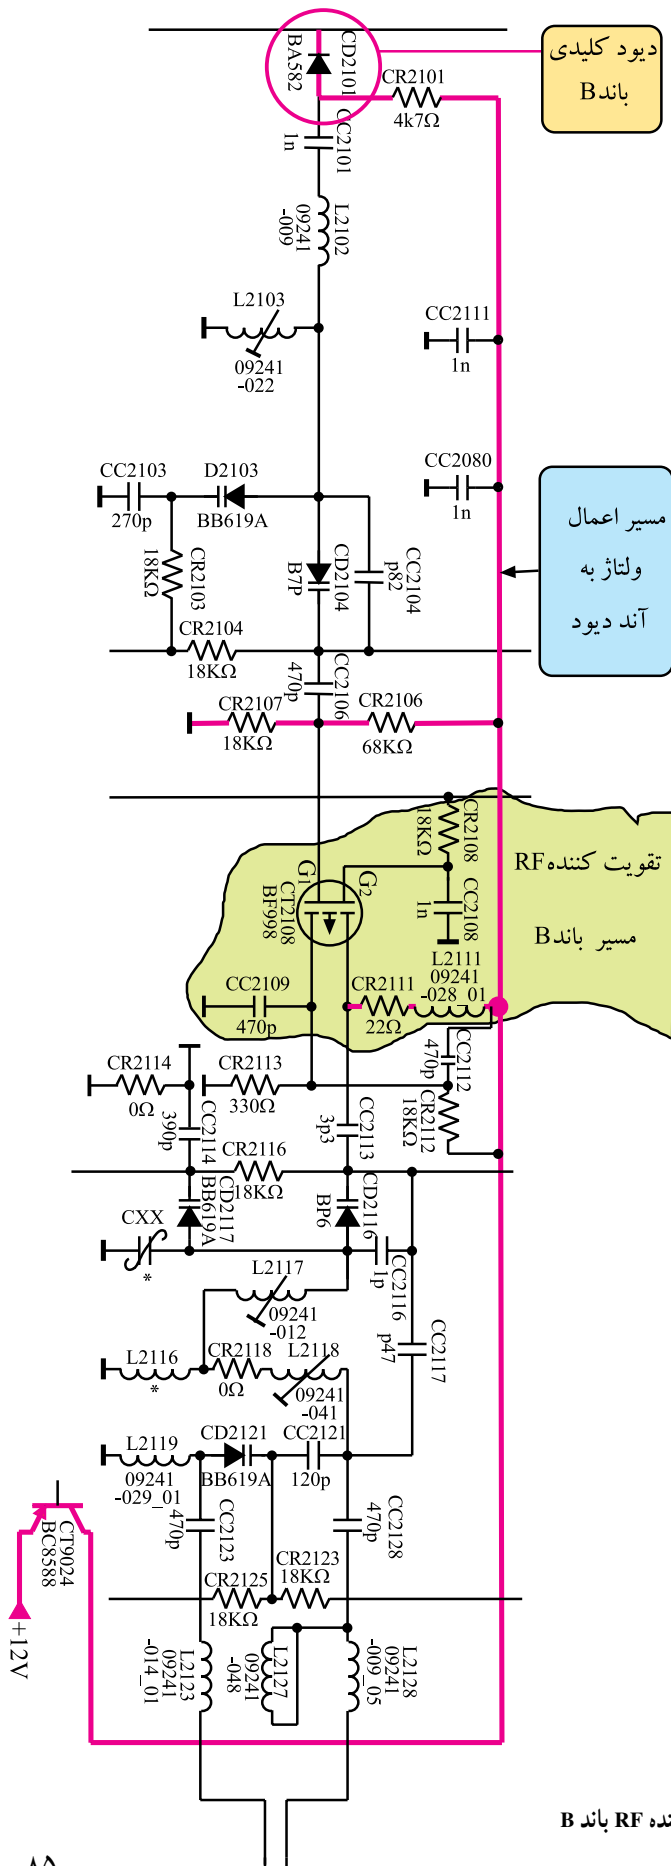 دیود کلیدی
باند B
CD2101
BA582
CR2101
4k7Ω
CC2101
1n
L2102
09241
-009
L2103
09241
-022
CC2111
1n
CC2080
1n
مسیر اعمال
ولتاژ به
آند دیود
CC2103
270p
D2103
BB619A
CR2103
18KΩ
CD2104
B7P
CC2104
p82
CR2104
18KΩ
CC2106
470p
CR2107
18KΩ
CR2106
68KΩ
CR2108
18KΩ
تقویت کننده RF
مسیر باند B
G1
G2
CT2108
BF998
CC2108
1n
L2111
09241
-028_01
CC2109
470p
CR2111
22Ω
CC2112
470p
CR2114
0Ω
CR2113
330Ω
CR2112
18KΩ
CC2114
390p
CC2113
3p3
CR2116
18KΩ
CD2117
BB619A
CD2116
BP6
CXX
*
CC2116
1p
CC2117
p47
L2117
09241
-012
L2116
*
CR2118
0Ω
L2118
09241
-041
L2119
09241
-029_01
CD2121
BB619A
CC2121
120p
CC2123
470p
CC2128
470p
CT9024
BC8588
+12V
CR2125
18KΩ
CR2123
18KΩ
L2123
09241
-014_01
L2127
09241
-048
L2128
09241
-009_05
نده RF باند B